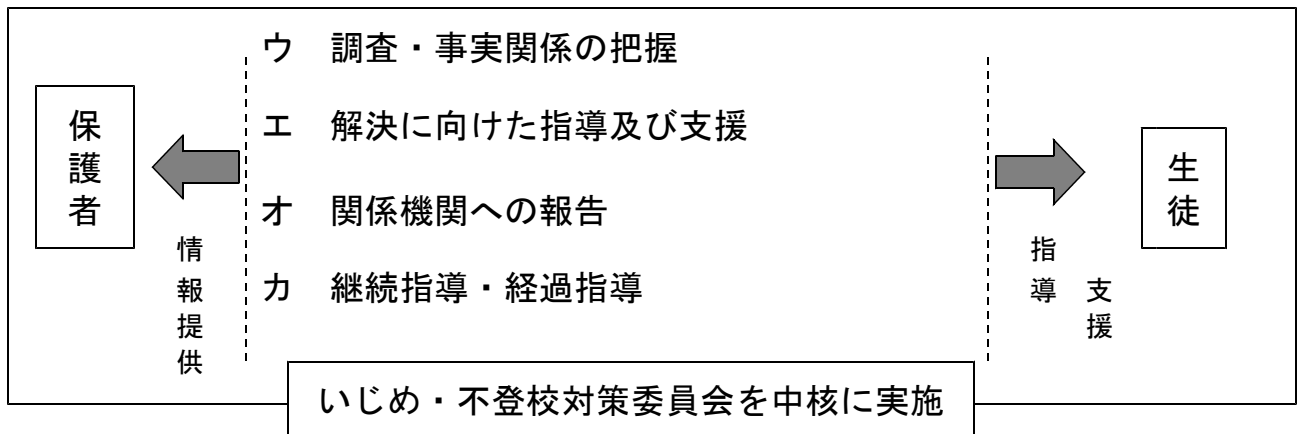 ウ 調査・事実関係の把握
保護者
エ 解決に向けた指導及び支援
生徒
オ 関係機関への報告
情報提供
指導
支援
カ 継続指導・経過指導
いじめ・不登校対策委員会を中核に実施